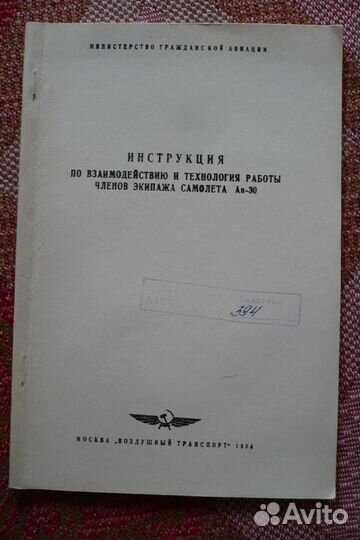 МИНИСТЕРСТВО ГРАЖДАНСКОЙ АВИАЦИИ
ИНСТРУКЦИЯ
ПО ВЗАИМОДЕЙСТВИЮ И ТЕХНОЛОГИЯ РАБОТЫ
ЧЛЕНОВ ЭКИПАЖА САМОЛЕТА Ан-30
394
МОСКВА „ВОЗДУШНЫЙ ТРАНСПОРТ" 1984
Avito